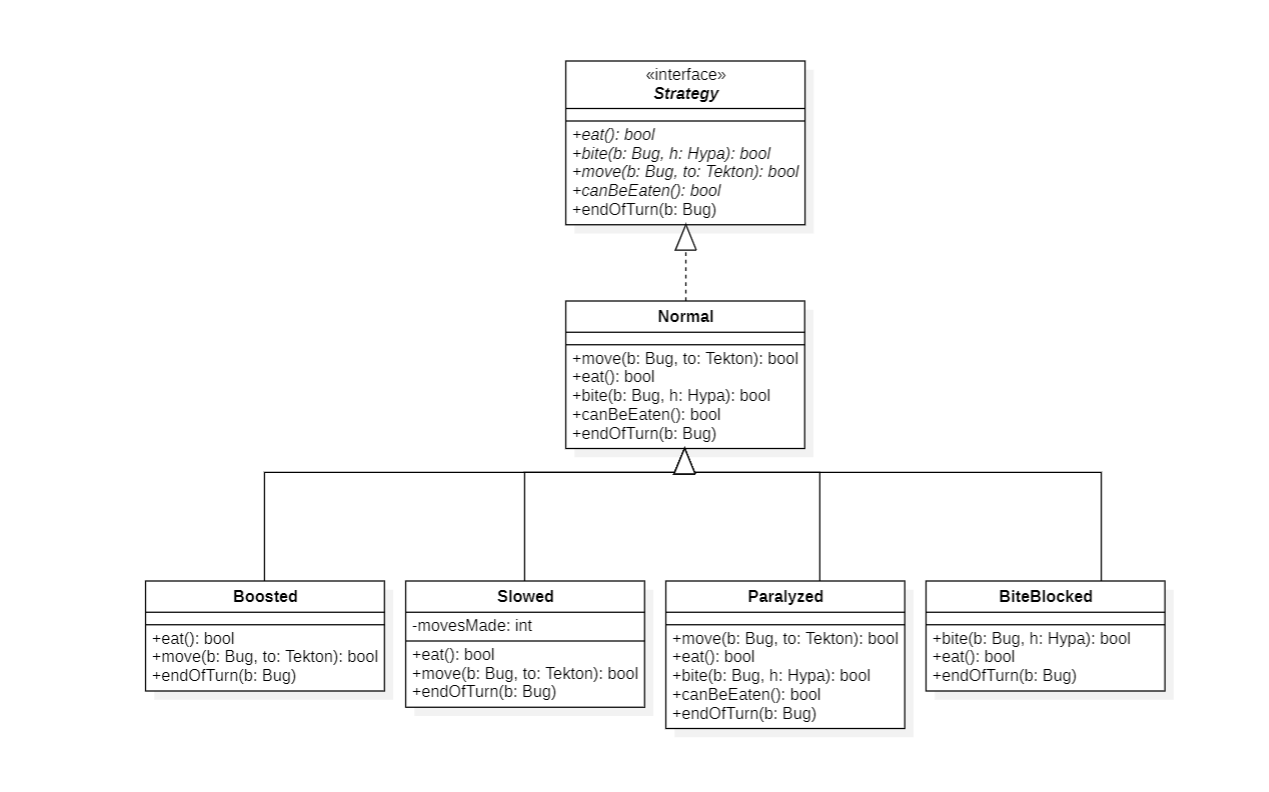 «interface»
Strategy
+eat(): bool
+bite(b: Bug, h: Hypa): bool
+move(b: Bug, to: Tekton): bool
+canBeEaten(): bool
+endOfTurn(b: Bug)
Normal
+move(b: Bug, to: Tekton): bool
+eat(): bool
+bite(b: Bug, h: Hypa): bool
+canBeEaten(): bool
+endOfTurn(b: Bug)
Boosted
+eat(): bool
+move(b: Bug, to: Tekton): bool
+endOfTurn(b: Bug)
Slowed
-movesMade: int
+eat(): bool
+move(b: Bug, to: Tekton): bool
+endOfTurn(b: Bug)
Paralyzed
+move(b: Bug, to: Tekton): bool
+eat(): bool
+bite(b: Bug, h: Hypa): bool
+canBeEaten(): bool
+endOfTurn(b: Bug)
BiteBlocked
+bite(b: Bug, h: Hypa): bool
+eat(): bool
+endOfTurn(b: Bug)